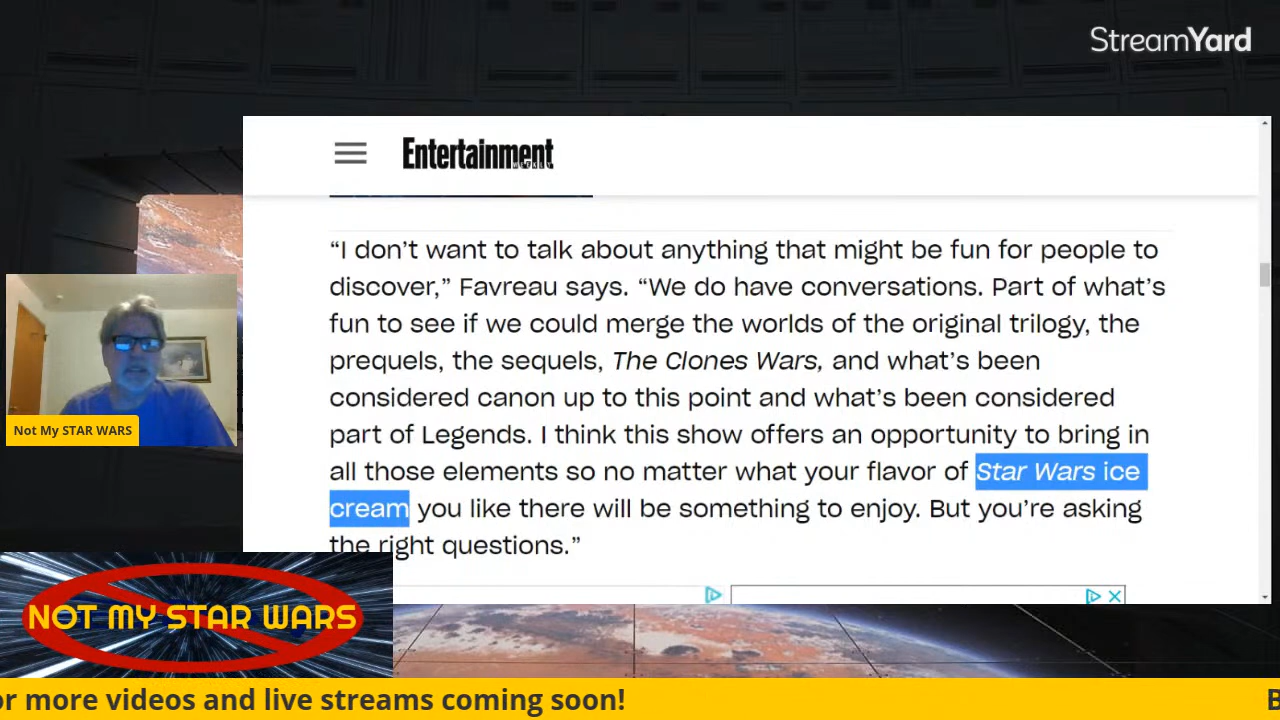 StreamYard
Entertainment
WEEKLY
“I don’t want to talk about anything that might be fun for people to
discover,” Favreau says. “We do have conversations. Part of what’s
fun to see if we could merge the worlds of the original trilogy, the
prequels, the sequels, The Clones Wars, and what’s been
considered canon up to this point and what’s been considered
part of Legends. I think this show offers an opportunity to bring in
all those elements so no matter what your flavor of Star Wars ice
cream you like there will be something to enjoy. But you’re asking
the right questions.”
Not My STAR WARS
NOT MY STAR WARS
or more videos and live streams coming soon!
B